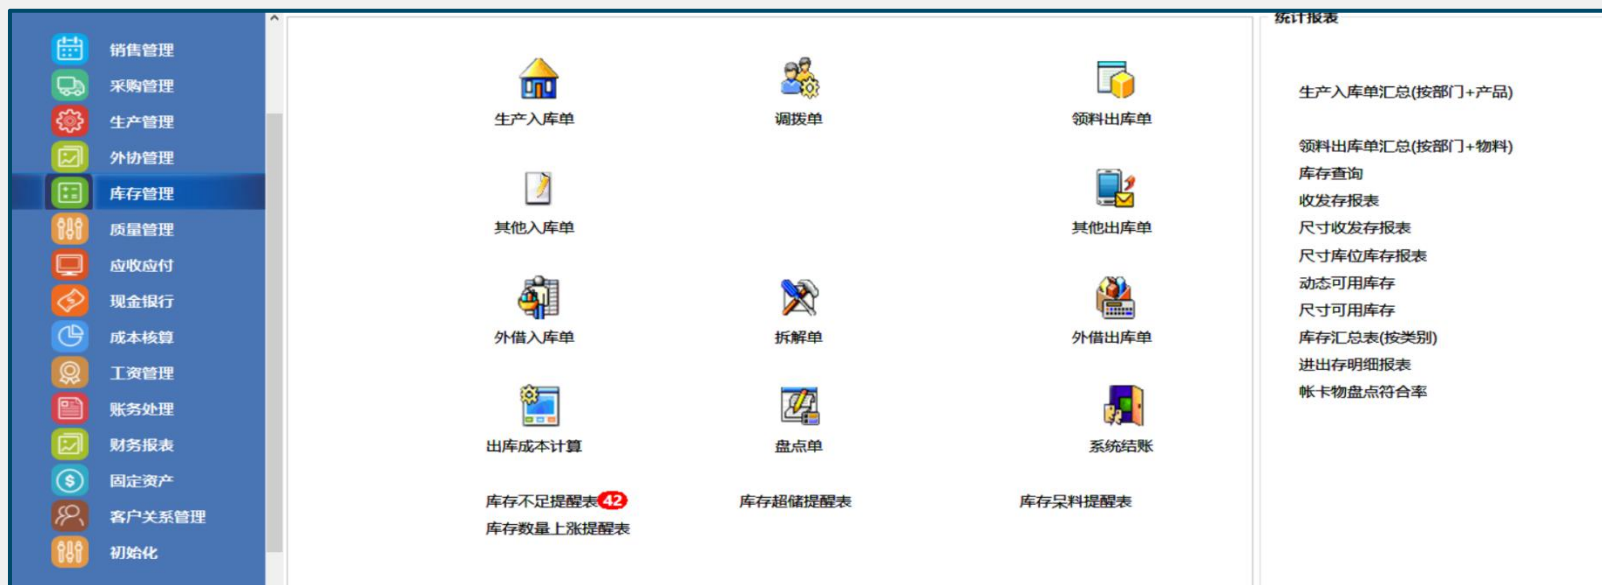 销售管理
采购管理
生产管理
外协管理
库存管理
质量管理
应收应付
现金银行
成本核算
工资管理
账务处理
财务报表
固定资产
客户关系管理
初始化
生产入库单 调拨单 领料出库单
其他入库单 其他出库单
外借入库单 拆解单 外借出库单
出库成本计算 盘点单 系统结账
库存不足提醒表42 库存超储提醒表 库存呆料提醒表
库存数量上涨提醒表
统计报表
生产入库单汇总(按部门+产品)
领料出库单汇总(按部门+物料)
库存查询
收发存报表
尺寸收发存报表
尺寸库位库存报表
动态可用库存
尺寸可用库存
库存汇总表(按类别)
进出存明细报表
帐卡物盘点符合率